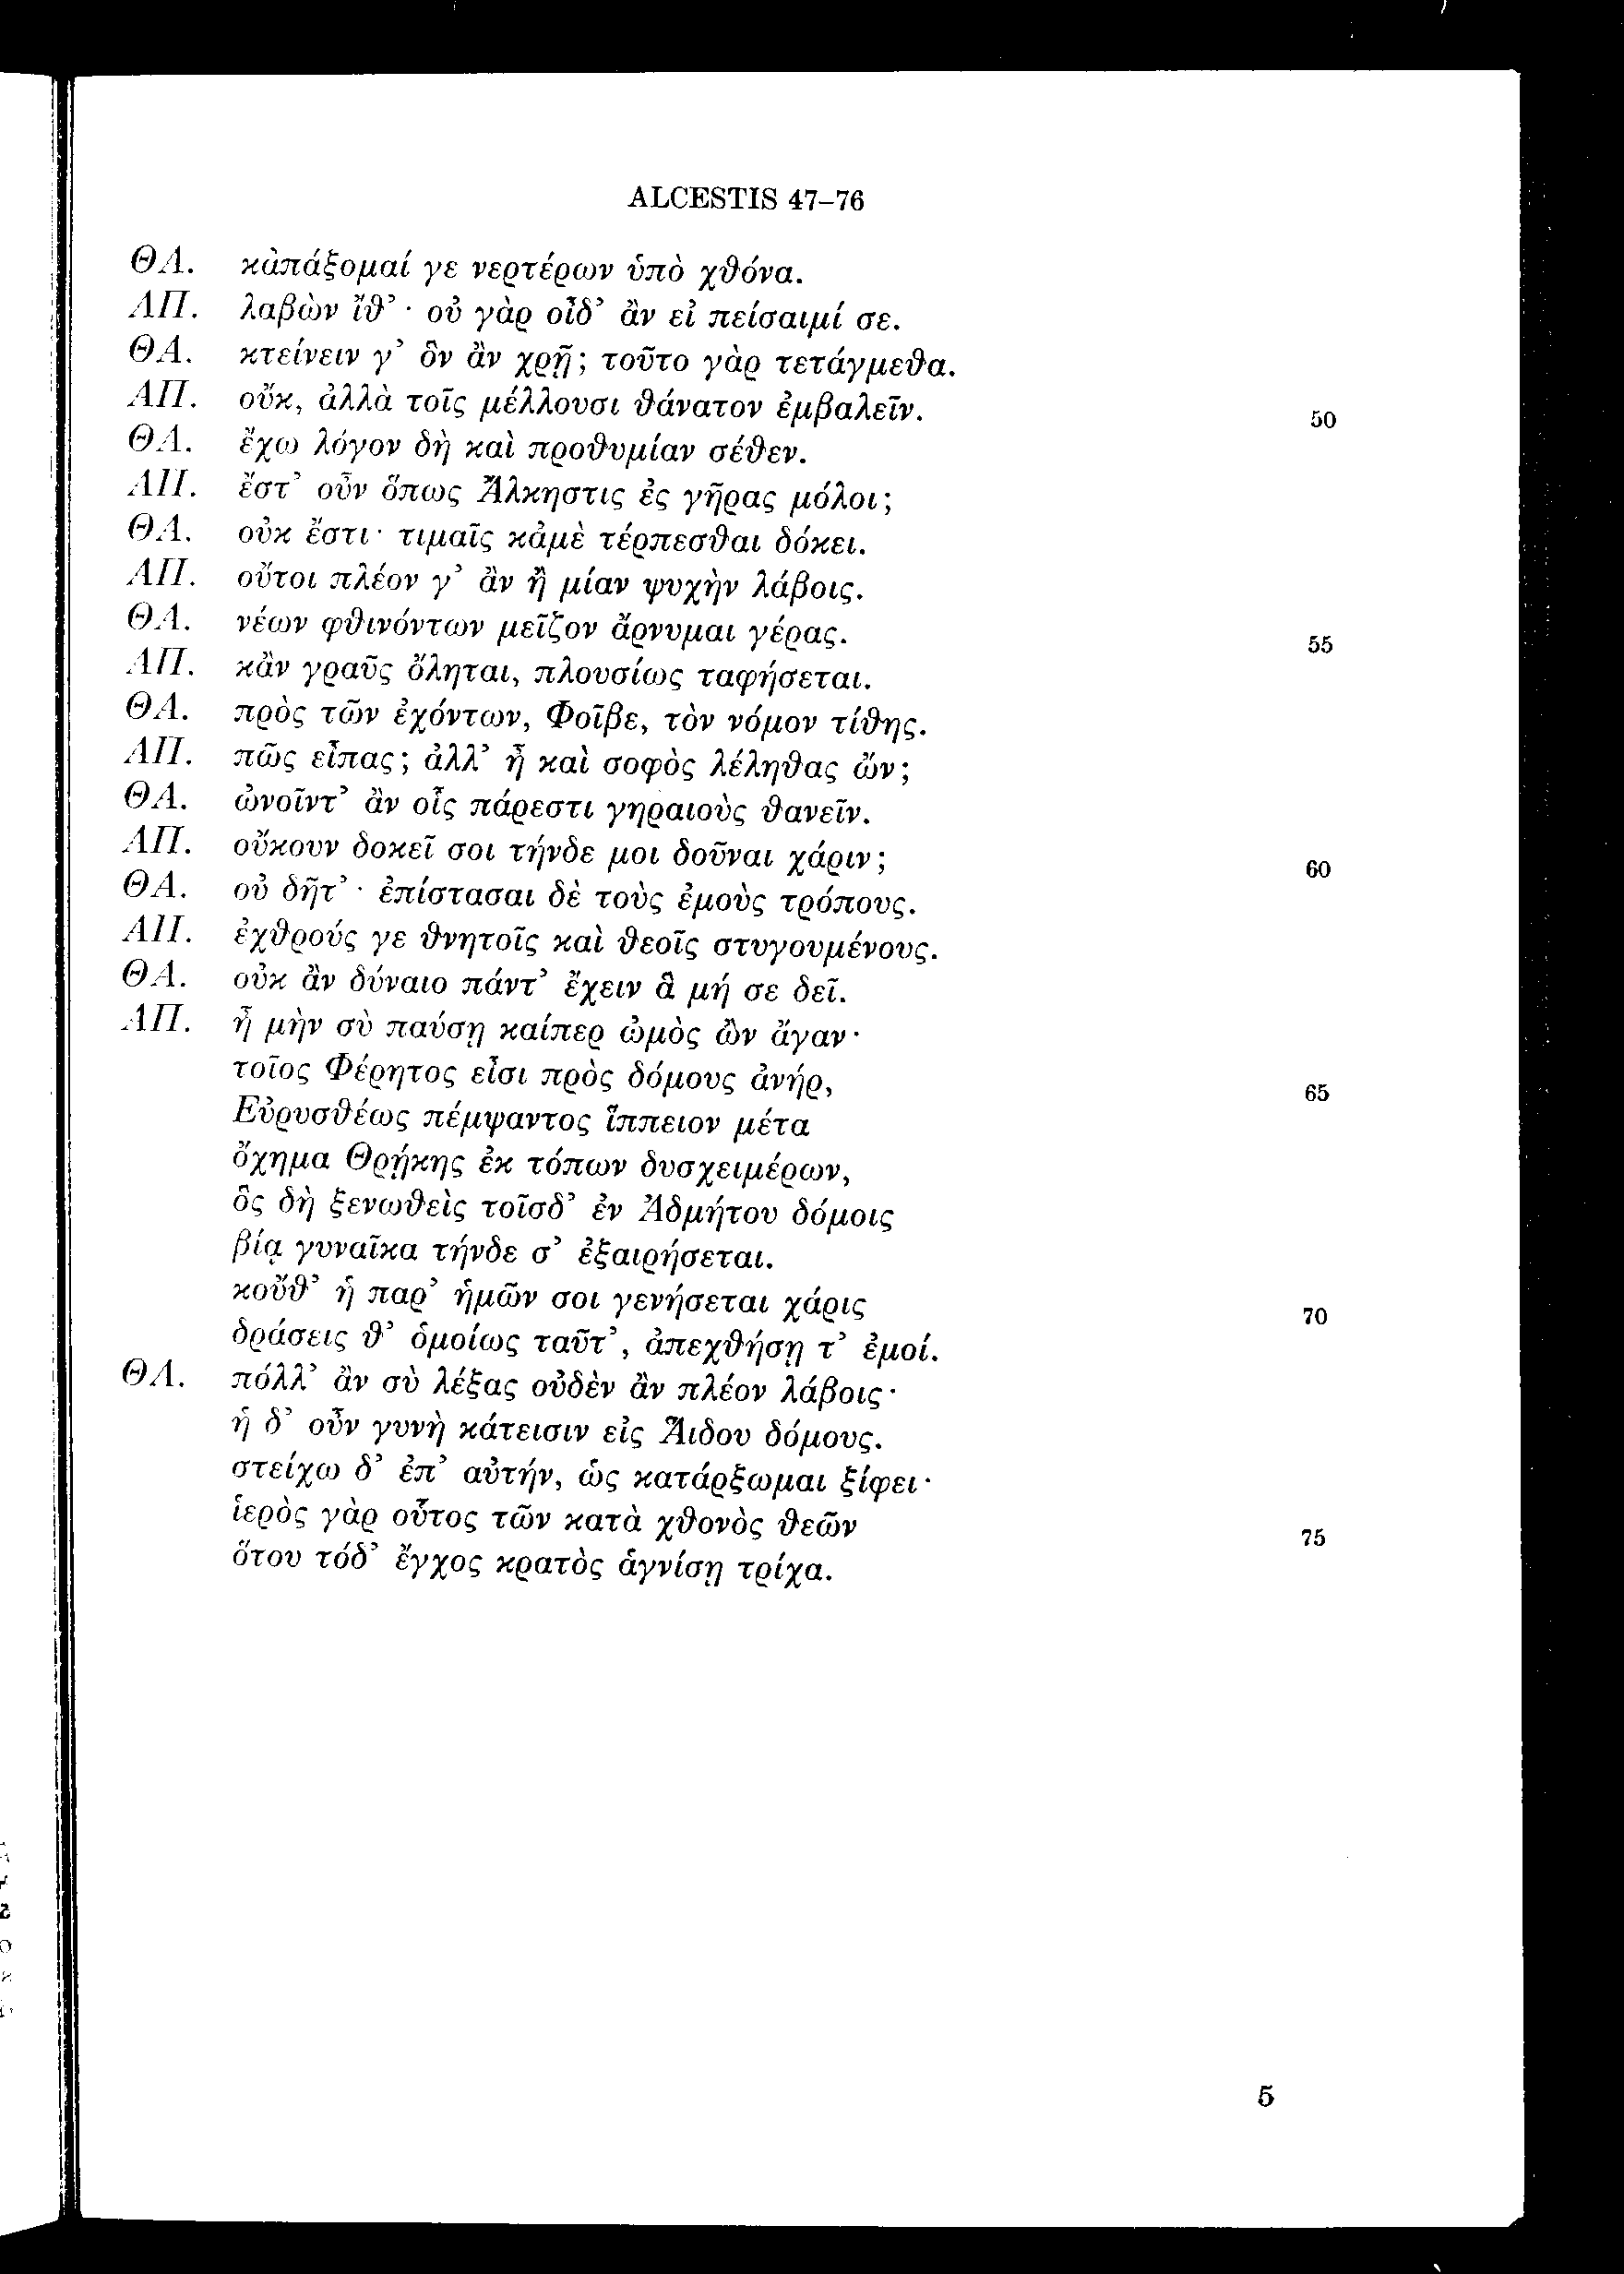 ALCESTIS 47–76
ΘΑ. κἀπάξομαί γε νερτέρων ὑπὸ χθόνα.
ΑΠ. λαβὼν ἴθ’· οὐ γὰρ οἶδ’ ἂν εἰ πείσαιμί σε.
ΘΑ. κτείνειν γ’ ὃν ἂν χρῇ; τοῦτο γὰρ τετάγμεθα.
ΑΠ. οὔκ, ἀλλὰ τοῖς μέλλουσι θάνατον ἐμβαλεῖν. 50
ΘΑ. ἔχω λόγον δὴ καὶ προθυμίαν σέθεν.
ΑΠ. ἔστ’ οὖν ὅπως Ἄλκηστις ἐς γῆρας μόλοι;
ΘΑ. οὐκ ἔστι· τιμαῖς κἀμὲ τέρπεσθαι δόκει.
ΑΠ. οὔτοι πλέον γ’ ἂν ἢ μίαν ψυχὴν λάβοις.
ΘΑ. νέων φθινόντων μεῖζον ἄρνυμαι γέρας. 55
ΑΠ. κἂν γραῦς ὄληται, πλουσίως ταφήσεται.
ΘΑ. πρὸς τῶν ἐχόντων, Φοῖβε, τὸν νόμον τίθης.
ΑΠ. πῶς εἶπας; ἀλλ’ ἦ καὶ σοφὸς λέληθας ὤν;
ΘΑ. ὠνοῖντ’ ἂν οἷς πάρεστι γηραιοὺς θανεῖν.
ΑΠ. οὔκουν δοκεῖ σοι τήνδε μοι δοῦναι χάριν; 60
ΘΑ. οὐ δῆτ’· ἐπίστασαι δὲ τοὺς ἐμοὺς τρόπους.
ΑΠ. ἐχθρούς γε θνητοῖς καὶ θεοῖς στυγουμένους.
ΘΑ. οὐκ ἂν δύναιο πάντ’ ἔχειν ἃ μή σε δεῖ.
ΑΠ. ἦ μὴν σὺ παύσῃ καίπερ ὠμὸς ὢν ἄγαν·
τοῖος Φέρητος εἶσι πρὸς δόμους ἀνήρ, 65
Εὐρυσθέως πέμψαντος ἵππειον μέτα
ὄχημα Θρῄκης ἐκ τόπων δυσχειμέρων,
ὃς δὴ ξενωθεὶς τοῖσδ’ ἐν Ἀδμήτου δόμοις
βίᾳ γυναῖκα τήνδε σ’ ἐξαιρήσεται.
κοὔθ’ ἡ παρ’ ἡμῶν σοι γενήσεται χάρις 70
δράσεις θ’ ὁμοίως ταῦτ’, ἀπεχθήσῃ τ’ ἐμοί.
ΘΑ. πόλλ’ ἂν σὺ λέξας οὐδὲν ἂν πλέον λάβοις·
ἡ δ’ οὖν γυνὴ κάτεισιν εἰς Ἅιδου δόμους.
στείχω δ’ ἐπ’ αὐτήν, ὡς κατάρξωμαι ξίφει·
ἱερὸς γὰρ οὗτος τῶν κατὰ χθονὸς θεῶν 75
ὅτου τόδ’ ἔγχος κρατὸς ἁγνίσῃ τρίχα.
5